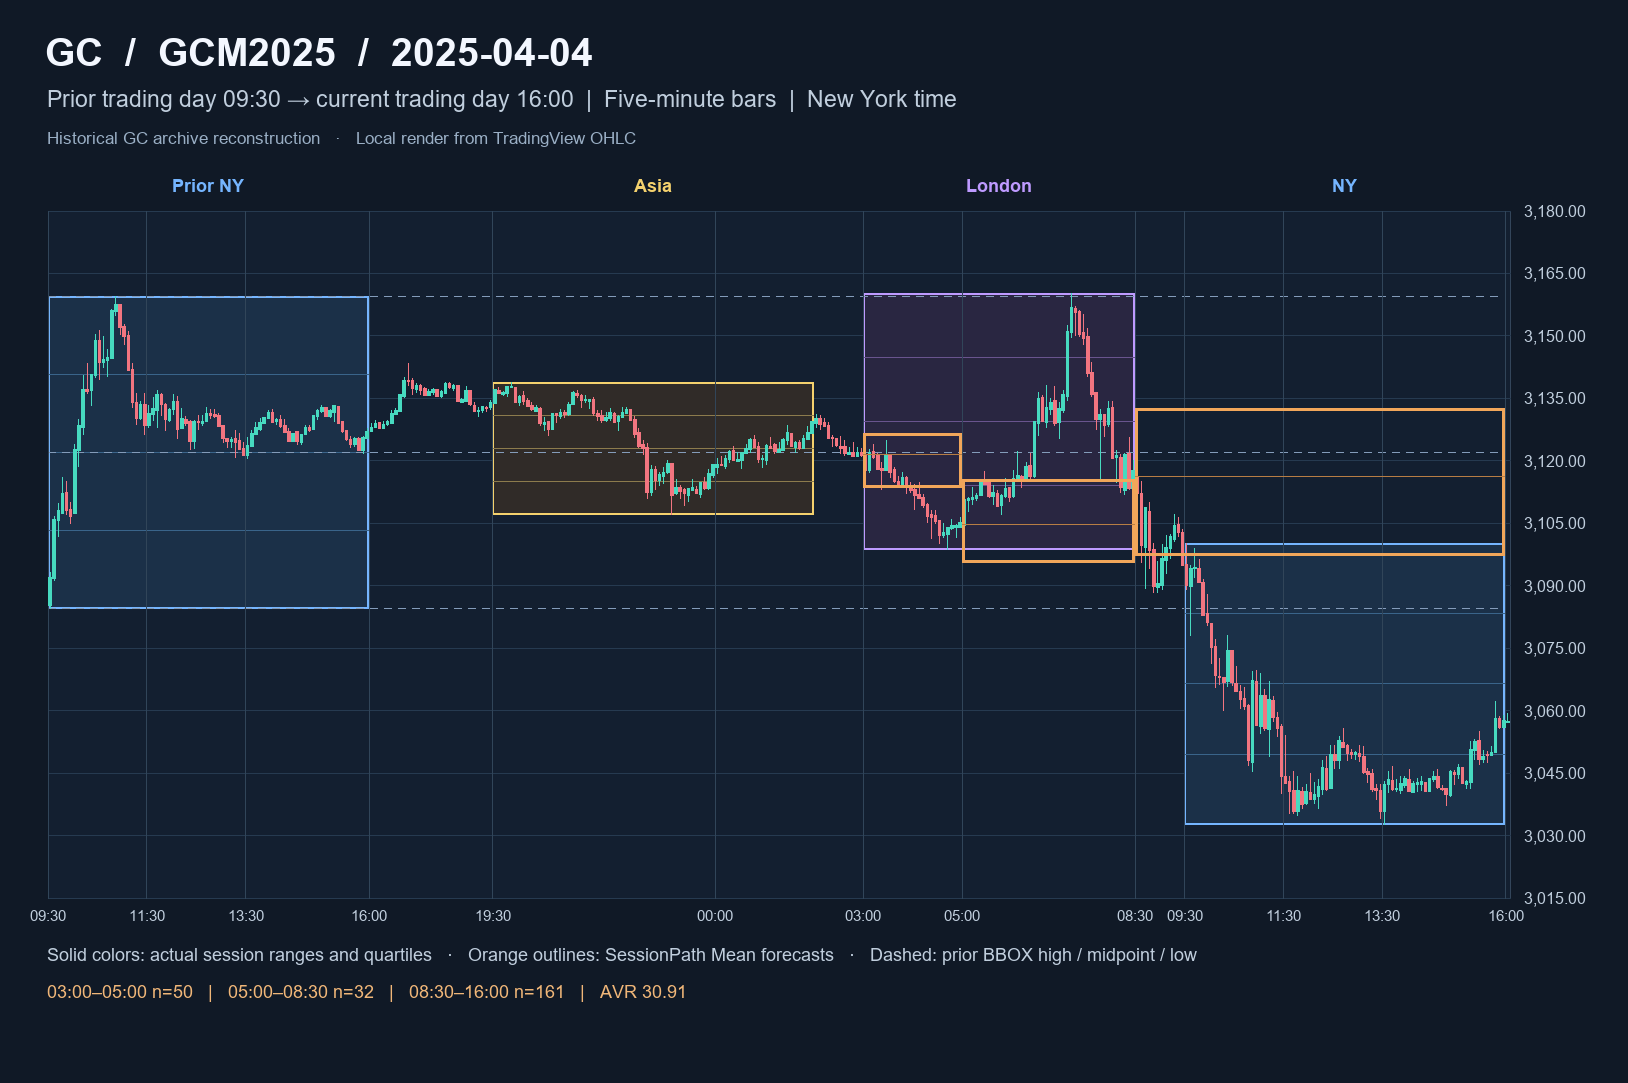 GC / GCM2025 / 2025-04-04
Prior trading day 09:30 → current trading day 16:00 | Five-minute bars | New York time
Historical GC archive reconstruction · Local render from TradingView OHLC
Prior NY Asia London NY
3,180.00
3,165.00
3,150.00
3,135.00
3,120.00
3,105.00
3,090.00
3,075.00
3,060.00
3,045.00
3,030.00
3,015.00
09:30 11:30 13:30 16:00 19:30 00:00 03:00 05:00 08:30 09:30 11:30 13:30 16:00
Solid colors: actual session ranges and quartiles · Orange outlines: SessionPath Mean forecasts · Dashed: prior BBOX high / midpoint / low
03:00–05:00 n=50 | 05:00–08:30 n=32 | 08:30–16:00 n=161 | AVR 30.91